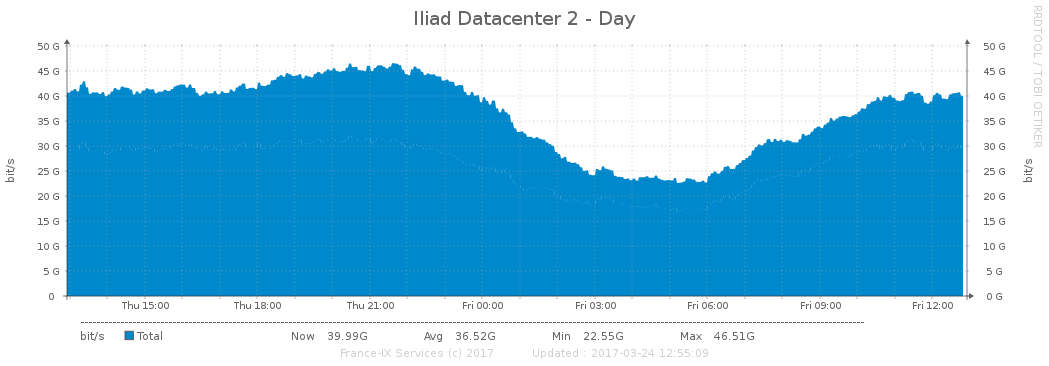 Iliad Datacenter 2 - Day
RRDTOOL / TOBI OETIKER
50 G 50 G
45 G 45 G
40 G 40 G
35 G 35 G
30 G 30 G
25 G 25 G
20 G 20 G
15 G 15 G
10 G 10 G
5 G 5 G
0 0 G
bit/s bit/s
Thu 15:00 Thu 18:00 Thu 21:00 Fri 00:00 Fri 03:00 Fri 06:00 Fri 09:00 Fri 12:00
bit/s Total Now 39.99G Avg 36.52G Min 22.55G Max 46.51G
France-IX Services (c) 2017 Updated : 2017-03-24 12:55:09